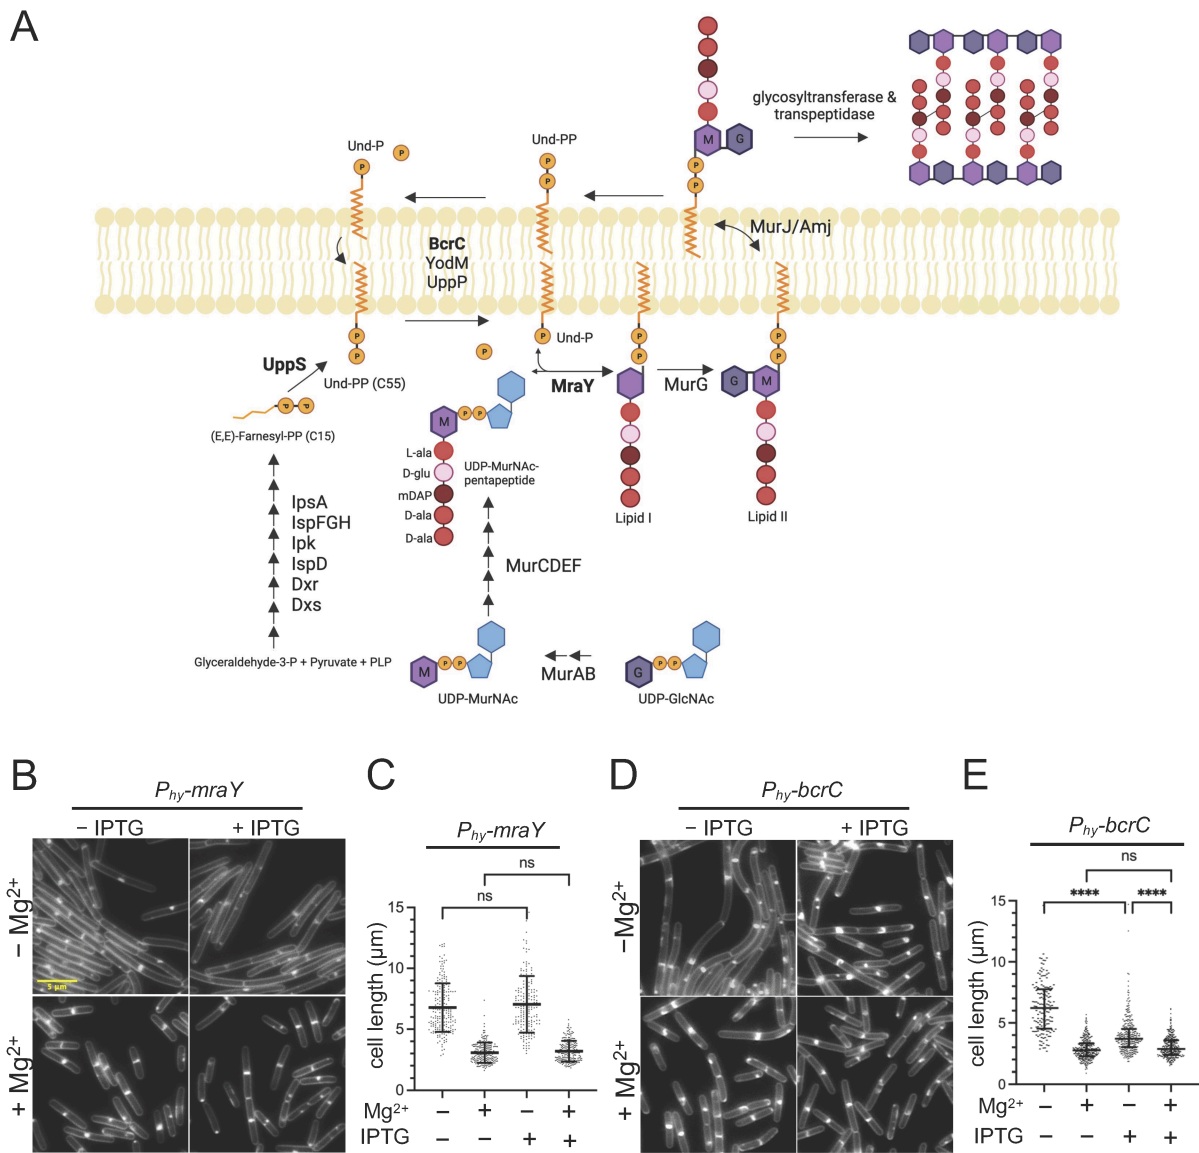 A
glycosyltransferase &
transpeptidase
M
G
P
P
Und-P
P
P
Und-PP
P
P
MurJ/Amj
BcrC
YodM
UppP
P
P
P
P
Und-P
P
P
P
P
UppS
Und-PP (C55)
MraY
MurG
G
M
P P
(E,E)-Farnesyl-PP (C15)
M
P
P
L-ala
D-glu
mDAP
D-ala
D-ala
UDP-MurNAc-
pentapeptide
Lipid I
Lipid II
IpsA
IspFGH
Ipk
IspD
Dxr
Dxs
MurCDEF
Glyceraldehyde-3-P + Pyruvate + PLP
M
P
P
UDP-MurNAc
MurAB
G
P
P
UDP-GlcNAc
B
Phy-mraY
– IPTG
+ IPTG
– Mg2+
+ Mg2+
5 µm
C
Phy-mraY
ns
ns
cell length (µm)
15
10
5
0
Mg2+
– + – +
IPTG
– – + +
D
Phy-bcrC
– IPTG
+ IPTG
–Mg2+
+ Mg2+
E
Phy-bcrC
ns
****
****
cell length (µm)
15
10
5
0
Mg2+
– + – +
IPTG
– – + +